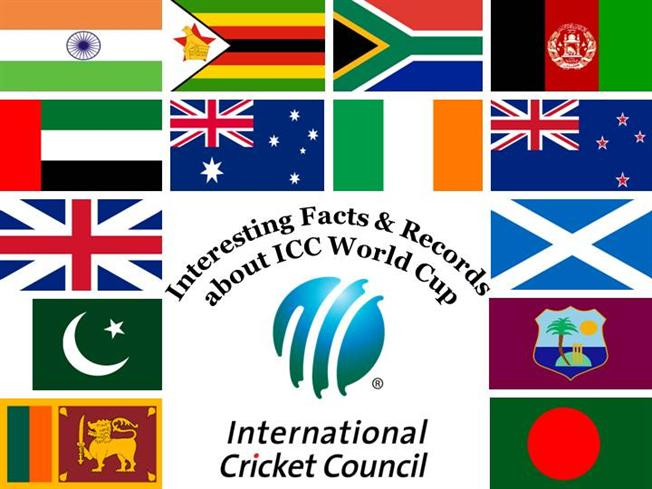 Interesting Facts & Records
about ICC World Cup
®
International
Cricket Council